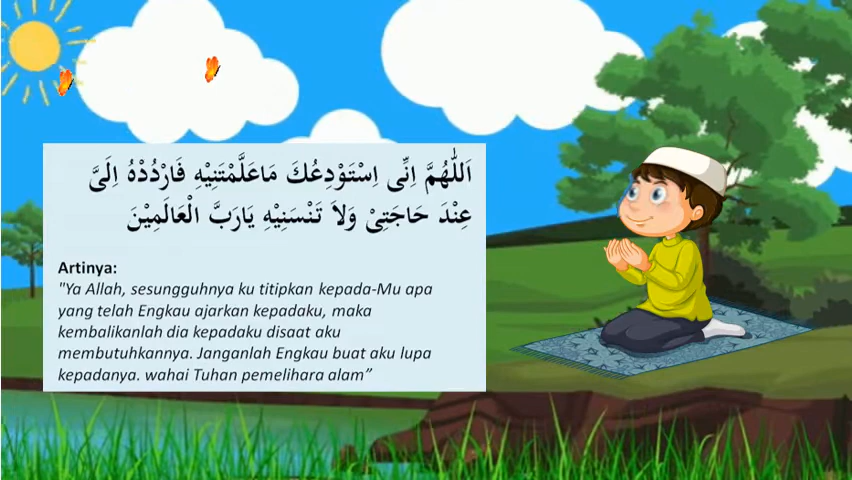 اَللّٰهُمَّ اِنِّى اِسْتَوْدِعُكَ مَاعَلَّمْتَنِيْهِ فَارْدُدْهُ اِلَىَّ
عِنْدَ حَاجَتِىْ وَلاَ تَنْسَنِيْهِ يَارَبَّ الْعَالَمِيْنَ
Artinya:
"Ya Allah, sesungguhnya ku titipkan kepada-Mu apa
yang telah Engkau ajarkan kepadaku, maka
kembalikanlah dia kepadaku disaat aku
membutuhkannya. Janganlah Engkau buat aku lupa
kepadanya. wahai Tuhan pemelihara alam”